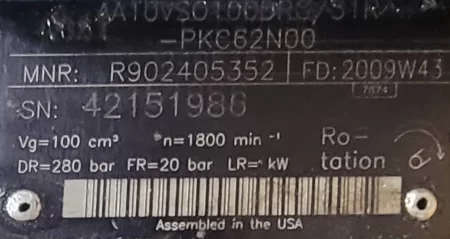 -PKC62N00
MNR: R902405352 FD: 2009W43
7674
SN: 42151986
Vg=100 cm³ *n=1800 min -¹ Ro-
DR=280 bar FR=20 bar LR= kW tation
Assembled in the USA